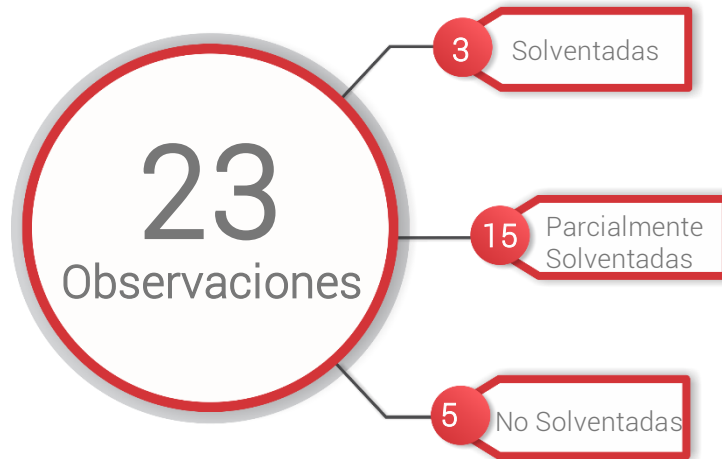 23
Observaciones
3
Solventadas
15
Parcialmente
Solventadas
5
No Solventadas